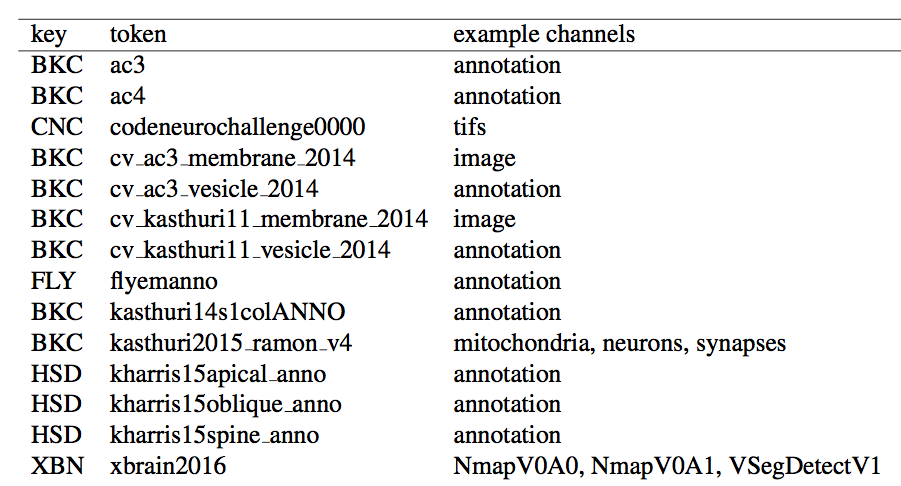 key token example channels
BKC ac3 annotation
BKC ac4 annotation
CNC codeneurochallenge0000 tifs
BKC cv_ac3_membrane_2014 image
BKC cv_ac3_vesicle_2014 annotation
BKC cv_kasthuri11_membrane_2014 image
BKC cv_kasthuri11_vesicle_2014 annotation
FLY flyemanno annotation
BKC kasthuri14s1colANNO annotation
BKC kasthuri2015_ramon_v4 mitochondria, neurons, synapses
HSD kharris15apical_anno annotation
HSD kharris15oblique_anno annotation
HSD kharris15spine_anno annotation
XBN xbrain2016 NmapV0A0, NmapV0A1, VSegDetectV1